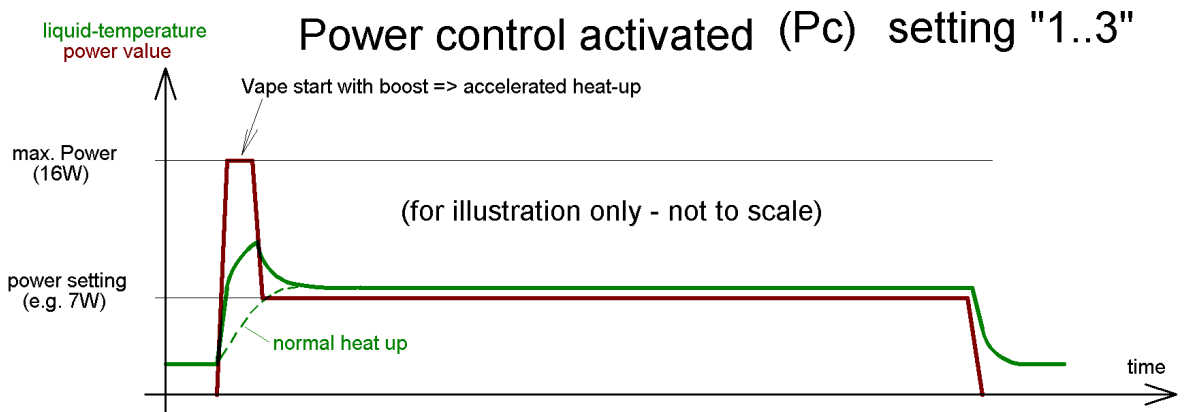 liquid-temperature
power value
Power control activated (Pc) setting "1..3"
Vape start with boost => accelerated heat-up
max. Power
(16W)
(for illustration only - not to scale)
power setting
(e.g. 7W)
normal heat up
time